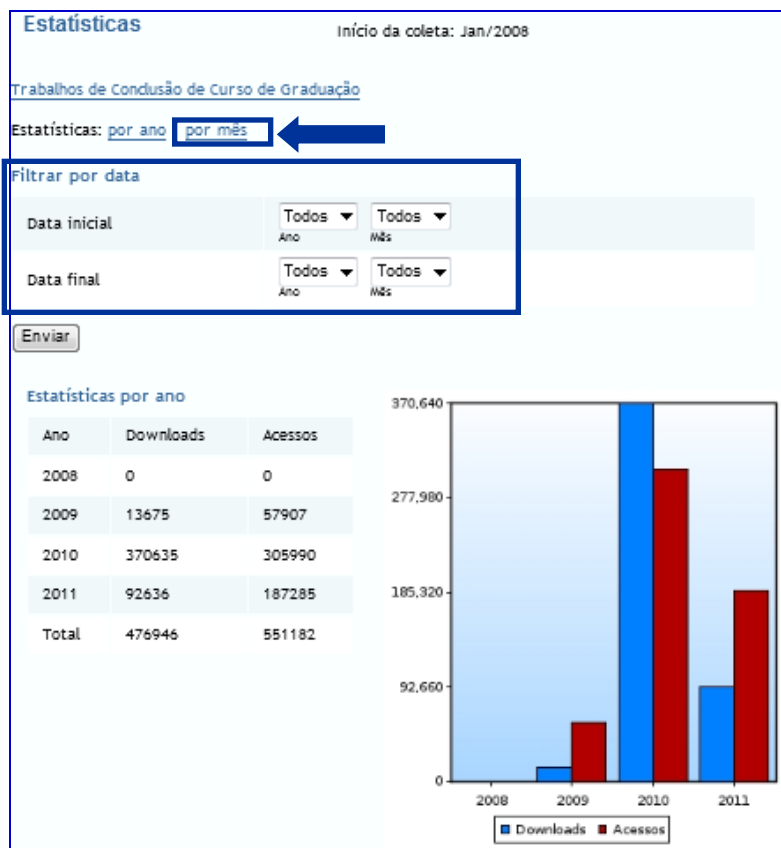 Estatísticas
Início da coleta: Jan/2008
Trabalhos de Conclusão de Curso de Graduação
Estatísticas: por ano por mês
Filtrar por data
Data inicial Todos Todos
Ano Mês
Data final Todos Todos
Ano Mês
Enviar
Estatísticas por ano
Ano Downloads Acessos
2008 0 0
2009 13675 57907
2010 370635 305990
2011 92636 187285
Total 476946 551182
370,640
277,980
185,320
92,660
0
2008 2009 2010 2011
Downloads Acessos